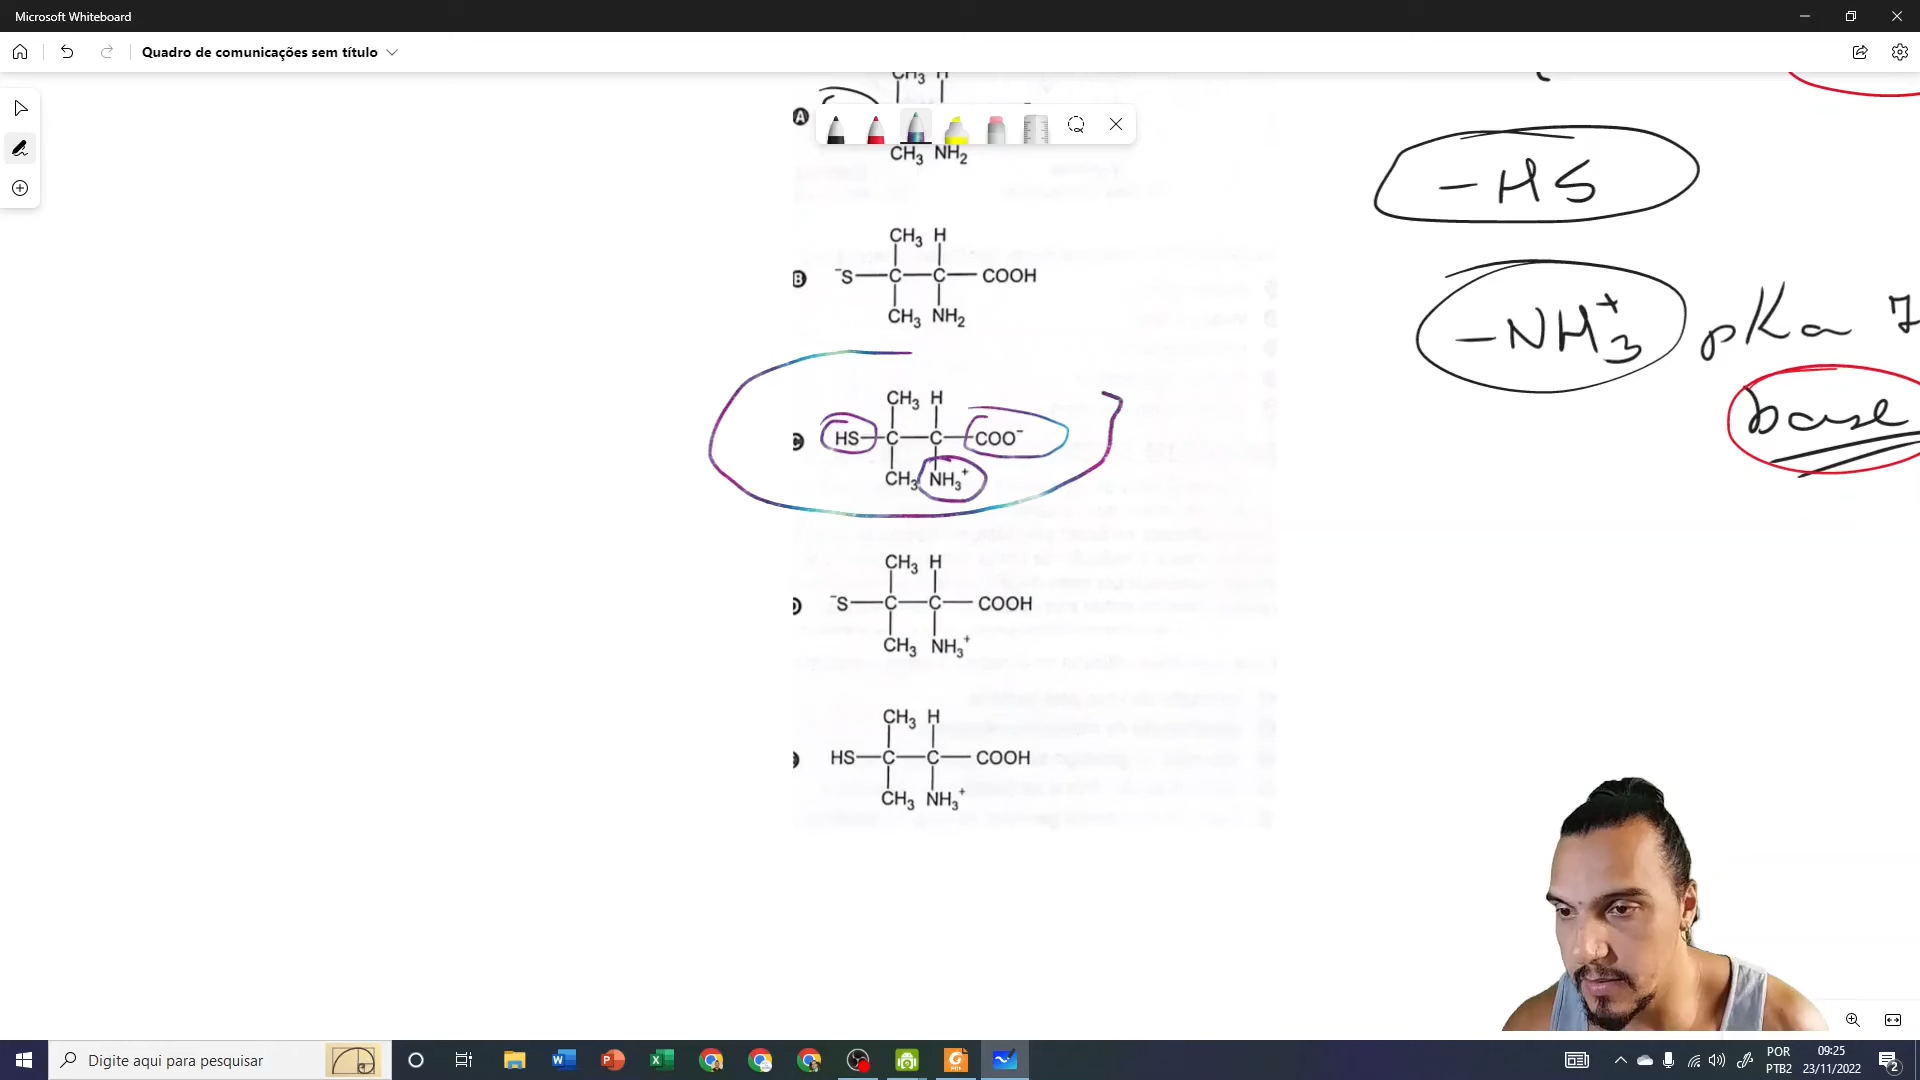 Microsoft Whiteboard
Quadro de comunicações sem título
CH₃ H
A
CH₃ NH₂
CH₃ H
B ⁻S—C—C—COOH
CH₃ NH₂
CH₃ H
C HS—C—C—COO⁻
CH₃ NH₃⁺
CH₃ H
⁻S—C—C—COOH
CH₃ NH₃⁺
CH₃ H
HS—C—C—COOH
CH₃ NH₃⁺
—HS
—NH₃⁺ pKa 7
base
Digite aqui para pesquisar
POR
PTB2
09:25
23/11/2022
2